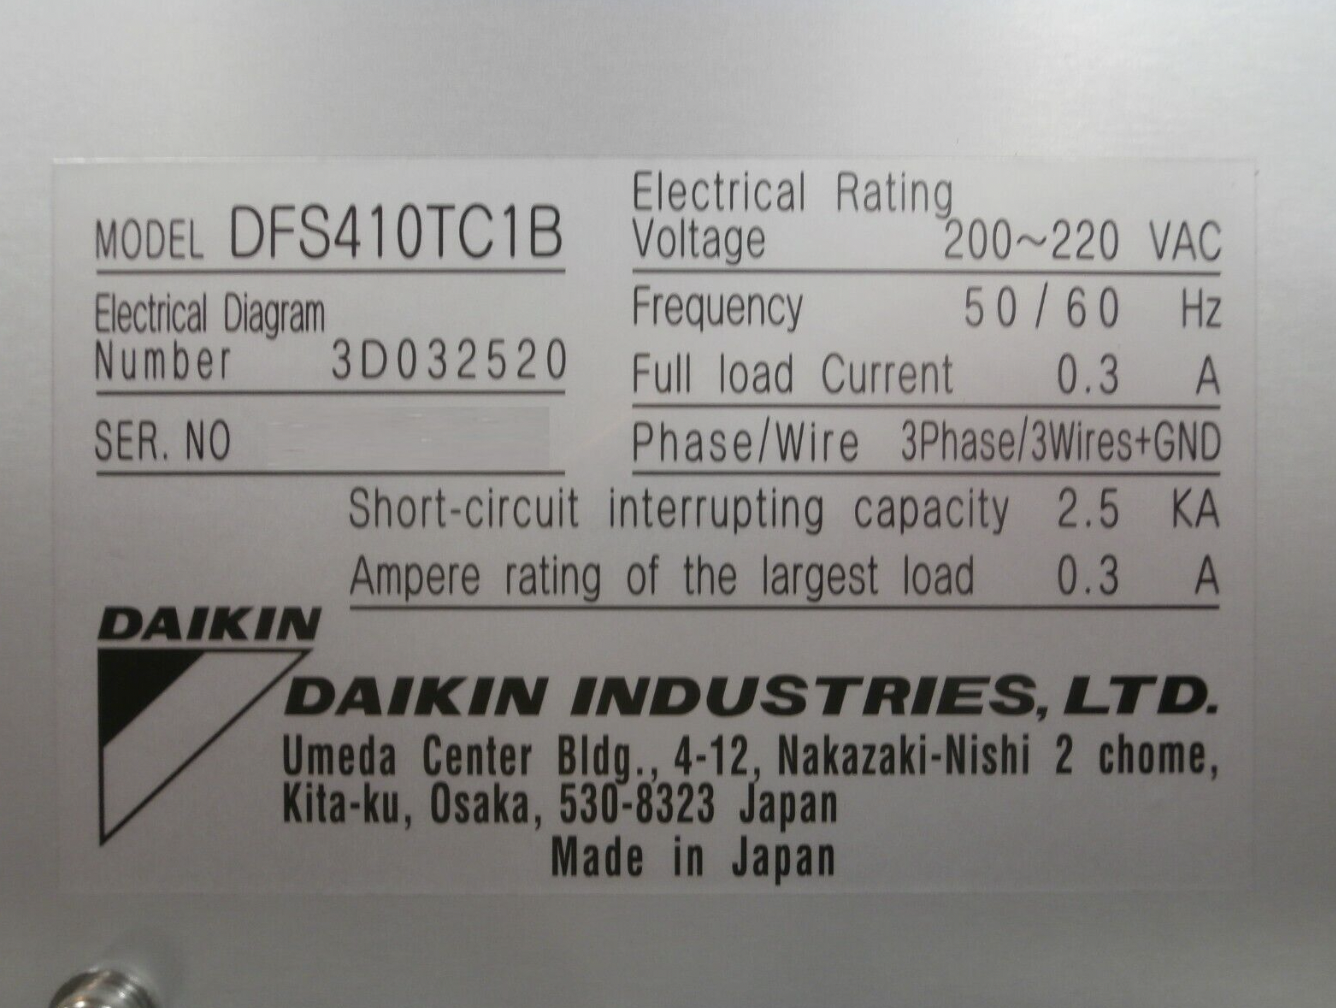 MODEL DFS410TC1B
Electrical Diagram
Number 3D032520
SER. NO
Electrical Rating
Voltage 200~220 VAC
Frequency 50/60 Hz
Full load Current 0.3 A
Phase/Wire 3Phase/3Wires+GND
Short-circuit interrupting capacity 2.5 KA
Ampere rating of the largest load 0.3 A
DAIKIN
DAIKIN INDUSTRIES, LTD.
Umeda Center Bldg., 4-12, Nakazaki-Nishi 2 chome,
Kita-ku, Osaka, 530-8323 Japan
Made in Japan